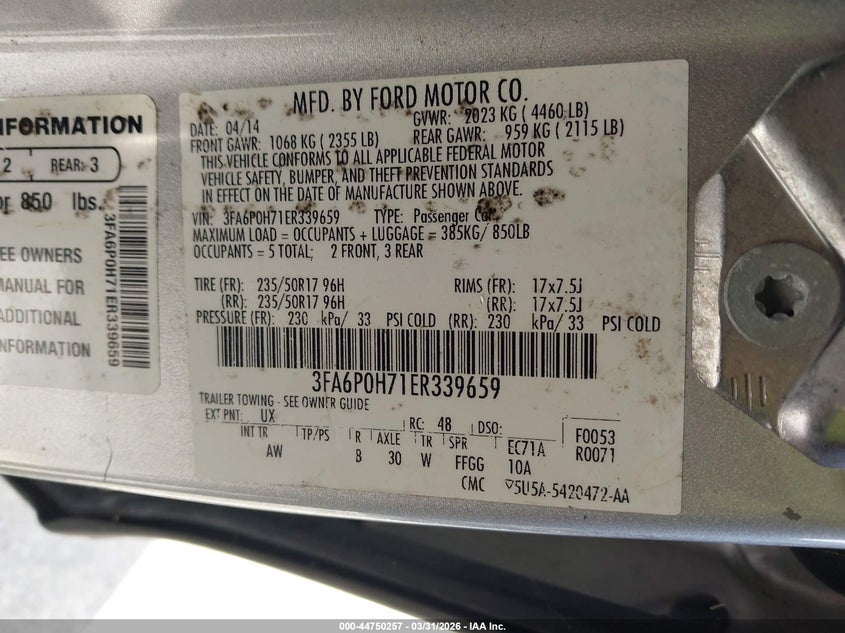 NFORMATION
2 REAR: 3
or 850 lbs.
EE OWNERS
MANUAL FOR
ADDITIONAL
NFORMATION
3FA6P0H71ER339659
MFD. BY FORD MOTOR CO.
DATE: 04/14 GVWR: 2023 KG ( 4460 LB)
FRONT GAWR: 1068 KG ( 2355 LB) REAR GAWR: 959 KG ( 2115 LB)
THIS VEHICLE CONFORMS TO ALL APPLICABLE FEDERAL MOTOR
VEHICLE SAFETY, BUMPER, AND THEFT PREVENTION STANDARDS
IN EFFECT ON THE DATE OF MANUFACTURE SHOWN ABOVE.
VIN: 3FA6P0H71ER339659 TYPE: Passenger Car
MAXIMUM LOAD = OCCUPANTS + LUGGAGE = 385KG/ 850LB
OCCUPANTS = 5 TOTAL; 2 FRONT, 3 REAR
TIRE (FR): 235/50R17 96H RIMS (FR): 17x7.5J
(RR): 235/50R17 96H (RR): 17x7.5J
PRESSURE (FR): 230 kPa/ 33 PSI COLD (RR): 230 kPa/ 33 PSI COLD
3FA6P0H71ER339659
TRAILER TOWING - SEE OWNER GUIDE
EXT PNT: UX RC: 48 DSO: F0053
INT TR TP/PS R AXLE TR SPR EC71A R0071
AW B 30 W FFGG 10A
CMC 5U5A-5420472-AA
000-44750257 - 03/31/2026 - IAA Inc.